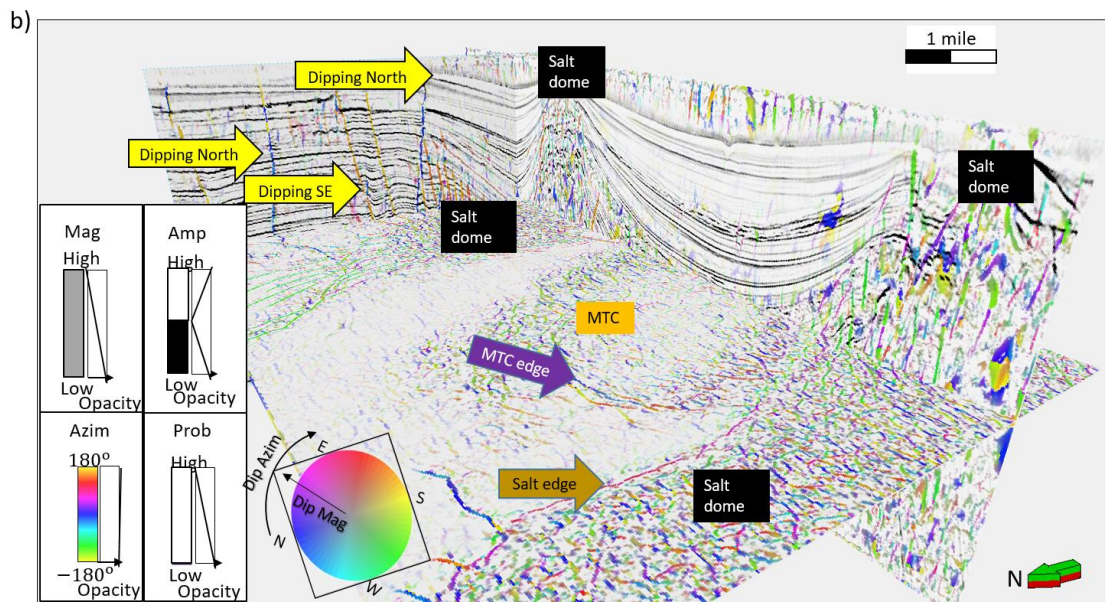 b)
1 mile
Salt
dome
Dipping North
Dipping North
Dipping SE
Salt
dome
Salt
dome
Mag
High
Low
Opacity
Amp
High
Low
Opacity
MTC
MTC edge
Azim
180°
−180°
Opacity
Prob
High
Low
Opacity
Dip Azim
E
S
Dip Mag
N
W
Salt edge
Salt
dome
N